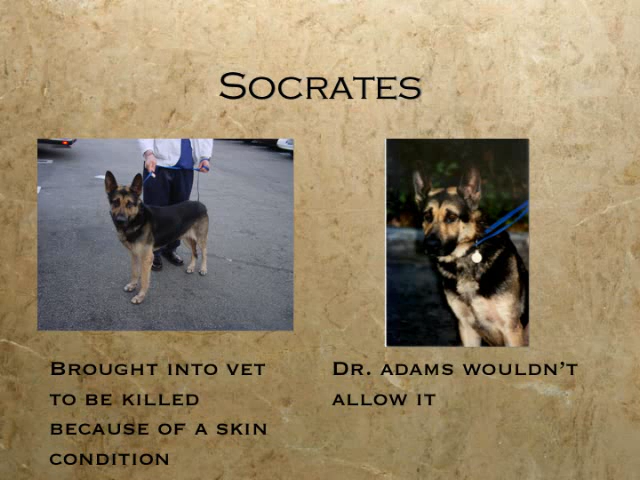 Socrates
Brought into vet
to be killed
because of a skin
condition
Dr. adams wouldn't
allow it